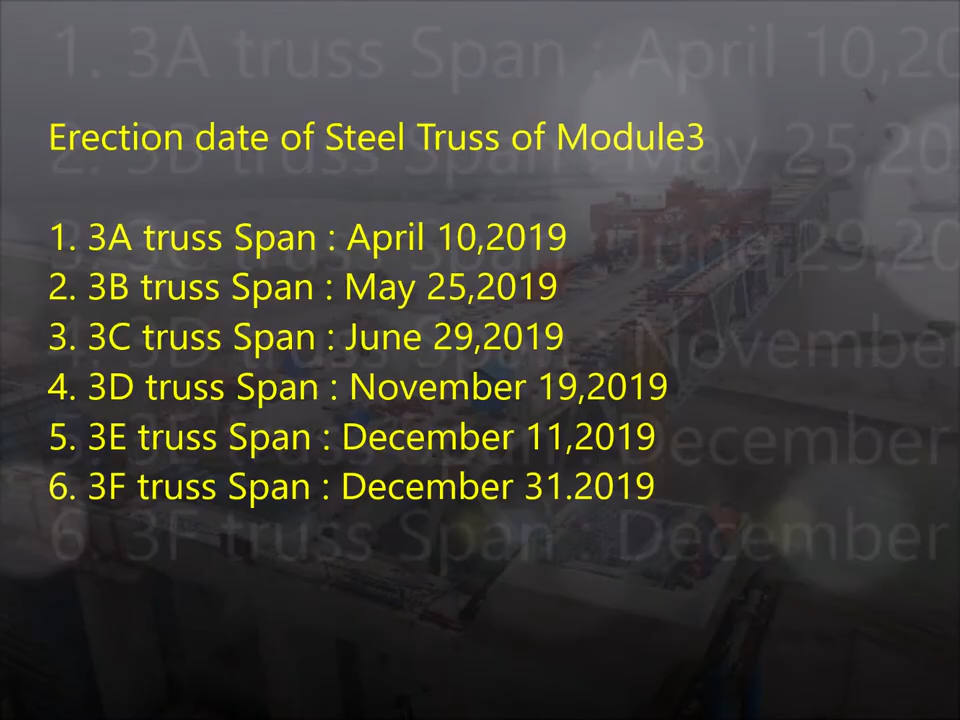 Erection date of Steel Truss of Module3
1. 3A truss Span : April 10,2019
2. 3B truss Span : May 25,2019
3. 3C truss Span : June 29,2019
4. 3D truss Span : November 19,2019
5. 3E truss Span : December 11,2019
6. 3F truss Span : December 31.2019